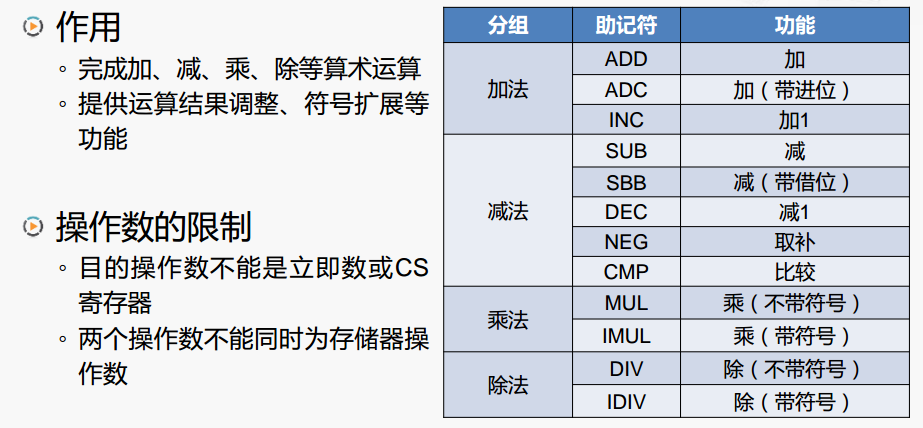 作用
◦ 完成加、减、乘、除等算术运算
◦ 提供运算结果调整、符号扩展等
功能
操作数的限制
◦ 目的操作数不能是立即数或CS
寄存器
◦ 两个操作数不能同时为存储器操
作数
分组 助记符 功能
加法
ADD 加
ADC 加（带进位）
INC 加1
减法
SUB 减
SBB 减（带借位）
DEC 减1
NEG 取补
CMP 比较
乘法
MUL 乘（不带符号）
IMUL 乘（带符号）
除法
DIV 除（不带符号）
IDIV 除（带符号）